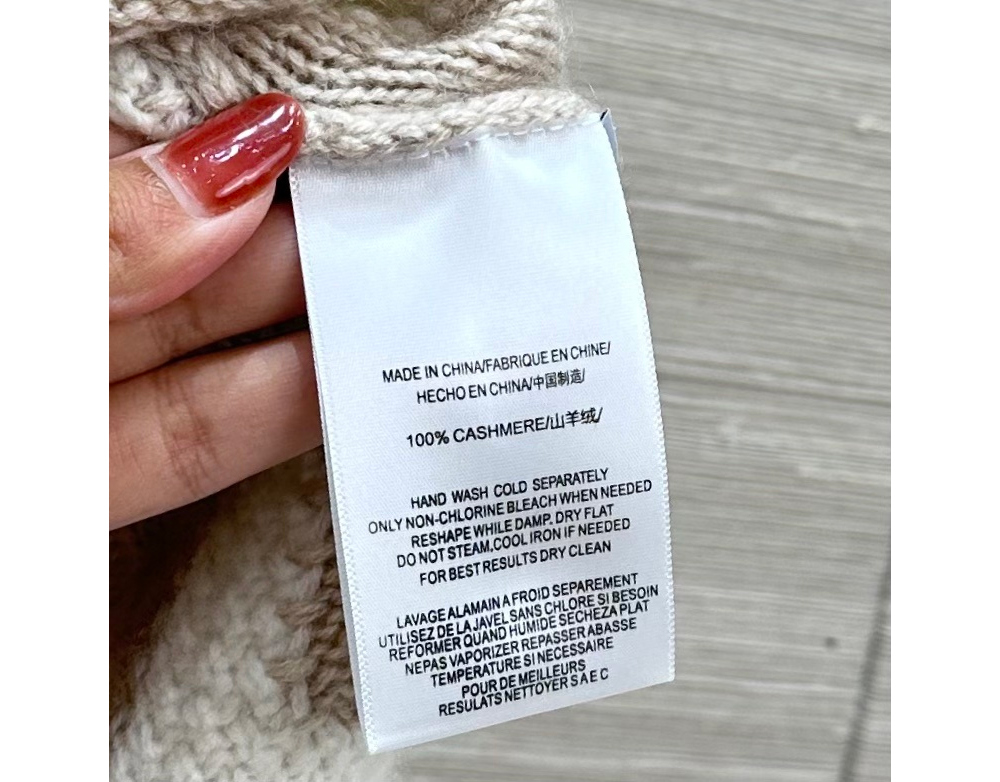 MADE IN CHINA/FABRIQUE EN CHINE/
HECHO EN CHINA/中国制造/
100% CASHMERE/山羊绒/
HAND WASH COLD SEPARATELY
ONLY NON-CHLORINE BLEACH WHEN NEEDED
RESHAPE WHILE DAMP. DRY FLAT
DO NOT STEAM,COOL IRON IF NEEDED
FOR BEST RESULTS DRY CLEAN
LAVAGE ALAMAIN A FROID SEPAREMENT
UTILISEZ DE LA JAVEL SANS CHLORE SI BESOIN
REFORMER QUAND HUMIDE SECHEZA PLAT
NEPAS VAPORIZER REPASSER ABASSE
TEMPERATURE SI NECESSAIRE
POUR DE MEILLEURS
RESULATS NETTOYER S A E C